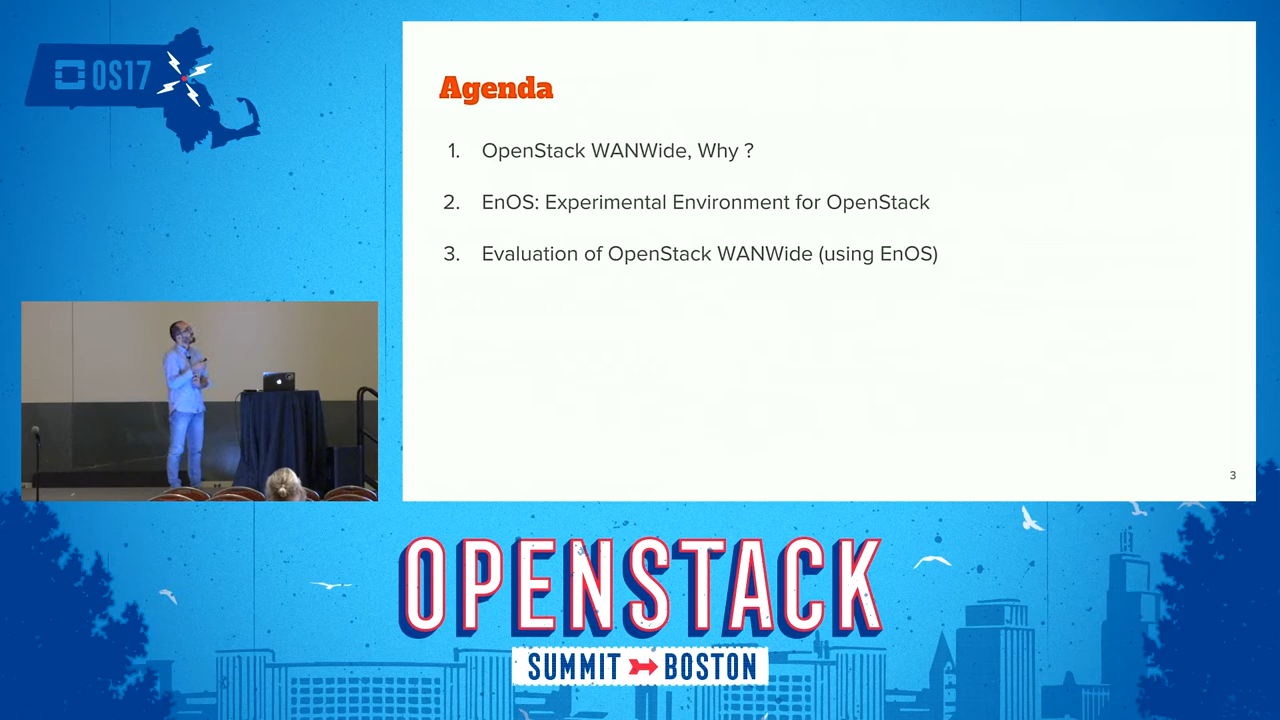 OS17
Agenda
1. OpenStack WANWide, Why ?
2. EnOS: Experimental Environment for OpenStack
3. Evaluation of OpenStack WANWide (using EnOS)
3
OPENSTACK
SUMMIT BOSTON